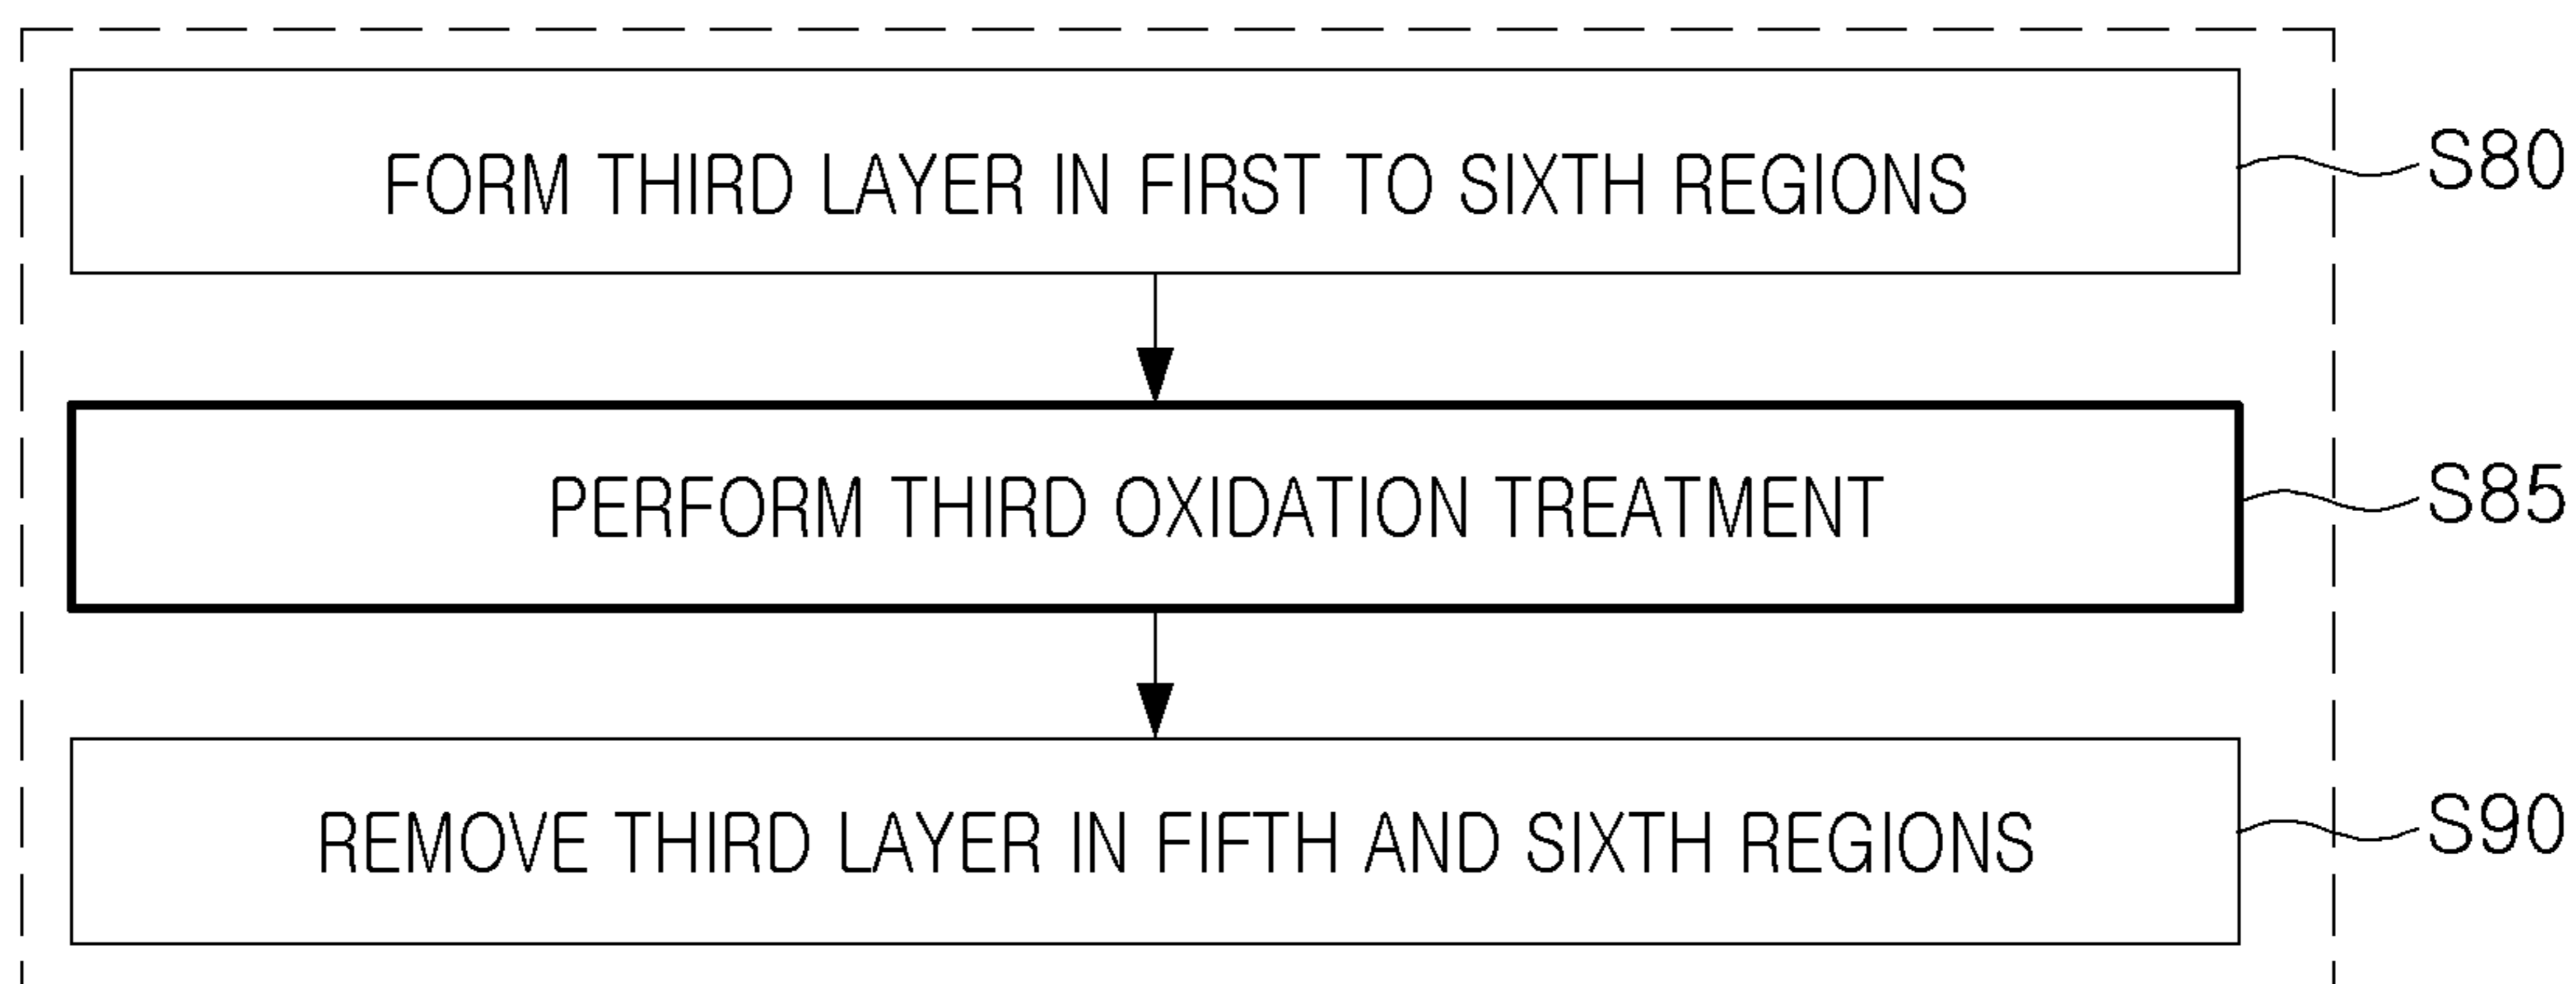 FORM THIRD LAYER IN FIRST TO SIXTH REGIONS
S80
PERFORM THIRD OXIDATION TREATMENT
S85
REMOVE THIRD LAYER IN FIFTH AND SIXTH REGIONS
S90